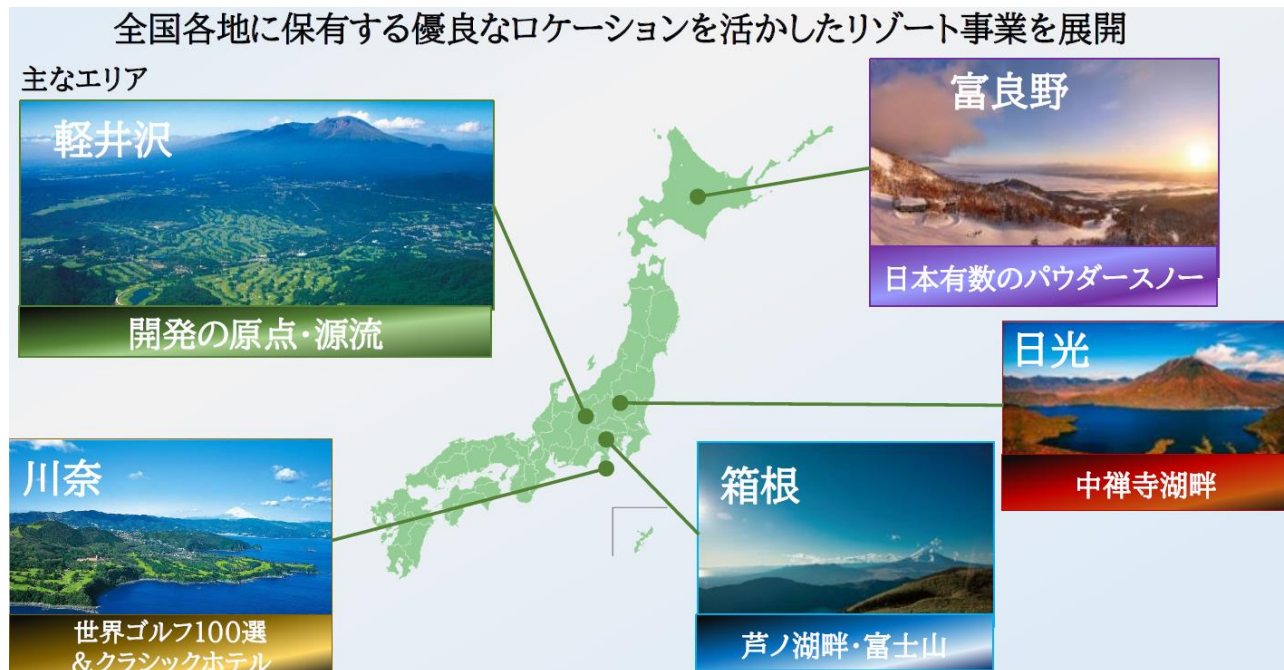 全国各地に保有する優良なロケーションを活かしたリゾート事業を展開
主なエリア
軽井沢
開発の原点・源流
富良野
日本有数のパウダースノー
日光
中禅寺湖畔
川奈
世界ゴルフ100選
&クラシックホテル
箱根
芦ノ湖畔・富士山